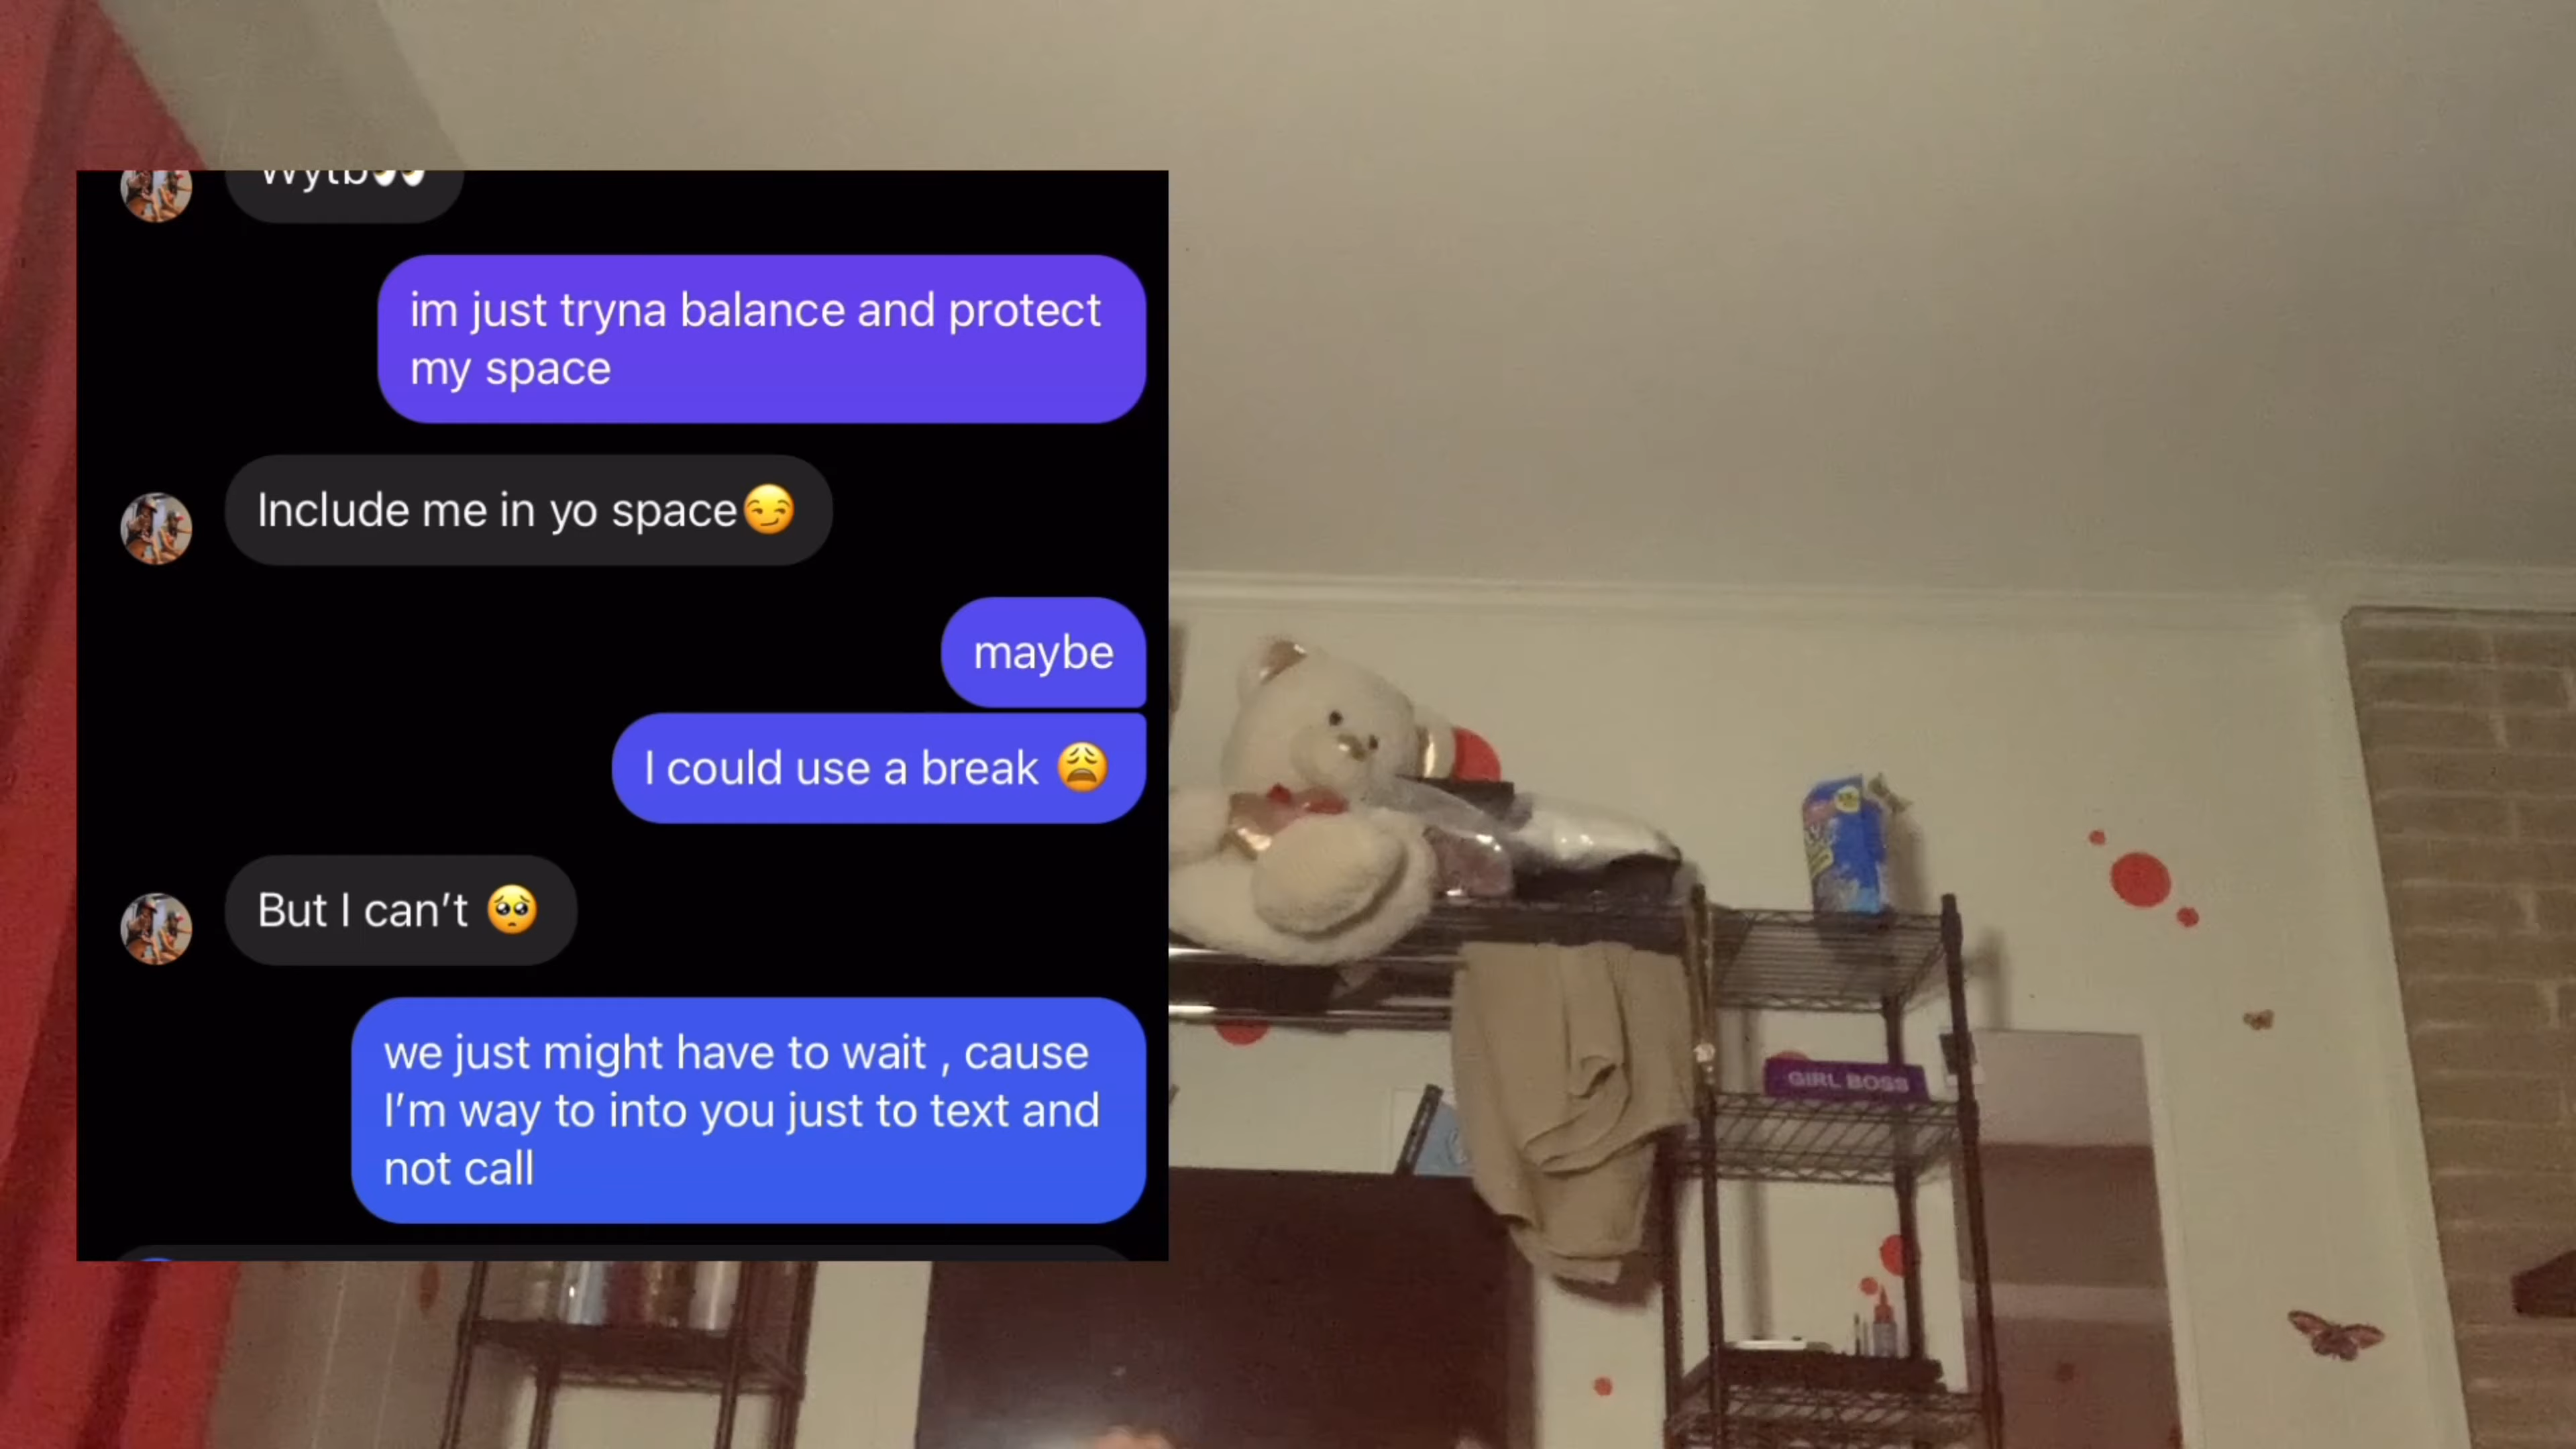 Wytb👀
im just tryna balance and protect
my space
Include me in yo space😏
maybe
I could use a break 😩
But I can't 🥺
we just might have to wait , cause
I'm way to into you just to text and
not call
GIRL BOSS